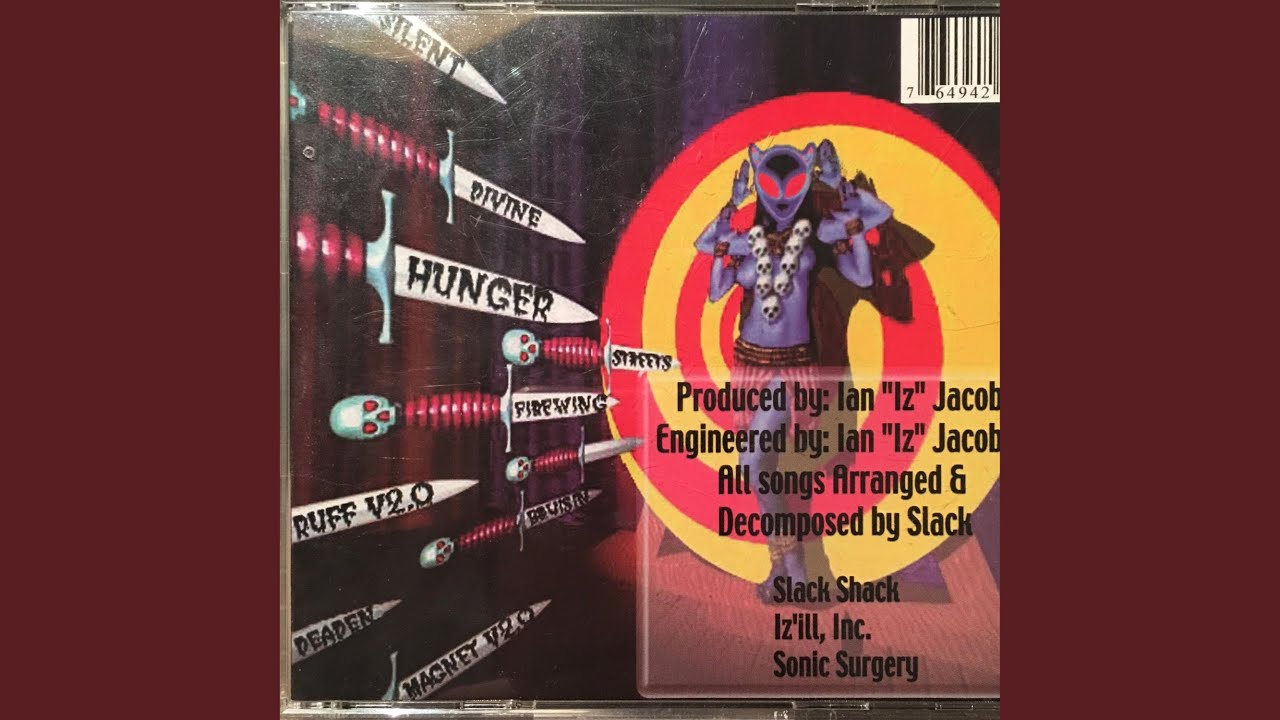 SILENT
DIVINE
HUNGER
STREETS
FIREWING
RUFF V2.0
DEADEN
MAGNET V2.0
7 64942
Produced by: Ian "Iz" Jacob
Engineered by: Ian "Iz" Jacob
All songs Arranged &
Decomposed by Slack
Slack Shack
Iz'ill, Inc.
Sonic Surgery